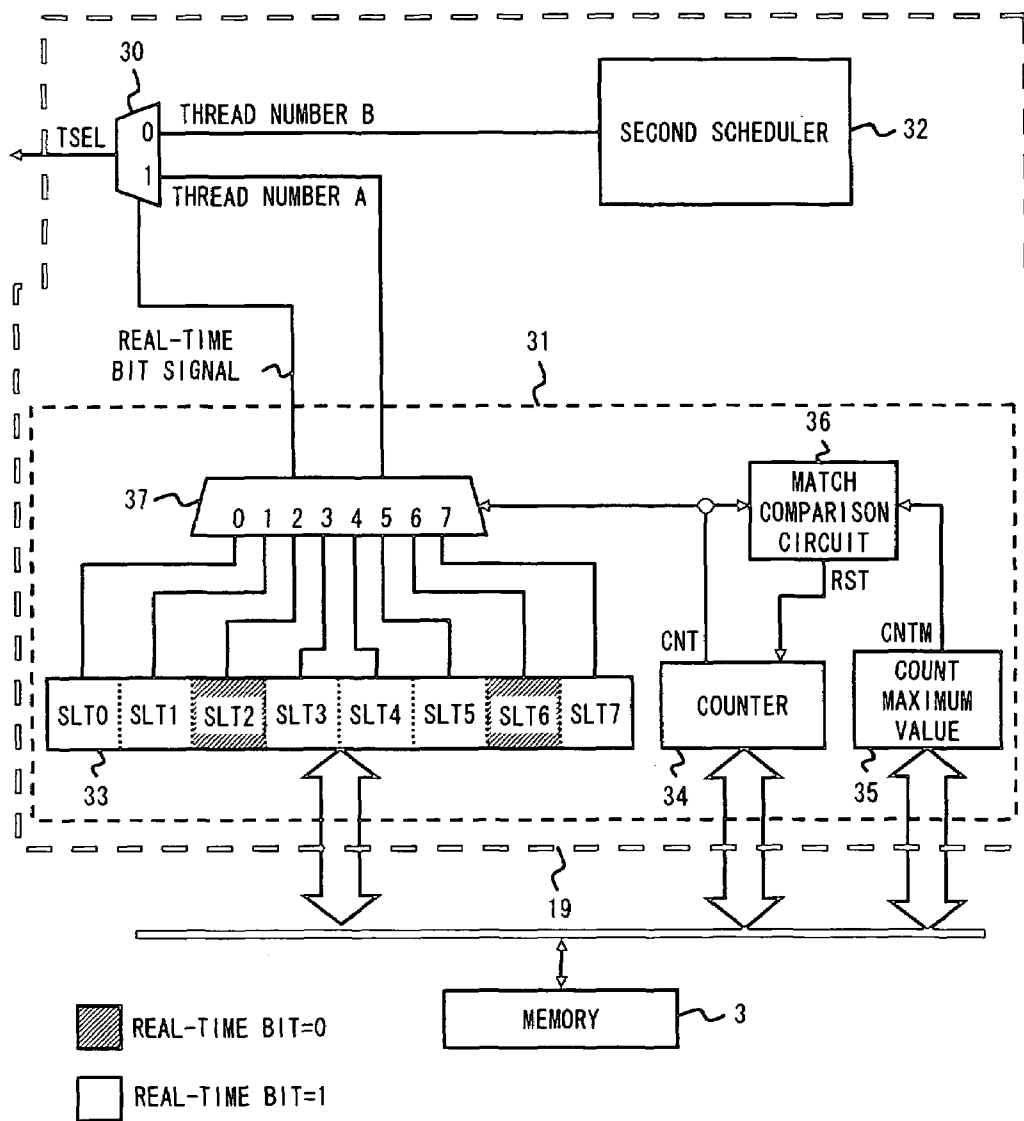 30
THREAD NUMBER B
TSEL
0
1
THREAD NUMBER A
SECOND SCHEDULER
32
REAL-TIME
BIT SIGNAL
31
36
37
0 1 2 3 4 5 6 7
MATCH
COMPARISON
CIRCUIT
RST
CNT
CNTM
SLT0 SLT1 SLT2 SLT3 SLT4 SLT5 SLT6 SLT7
COUNTER
COUNT
MAXIMUM
VALUE
33
34
35
19
MEMORY
3
REAL-TIME BIT=0
REAL-TIME BIT=1